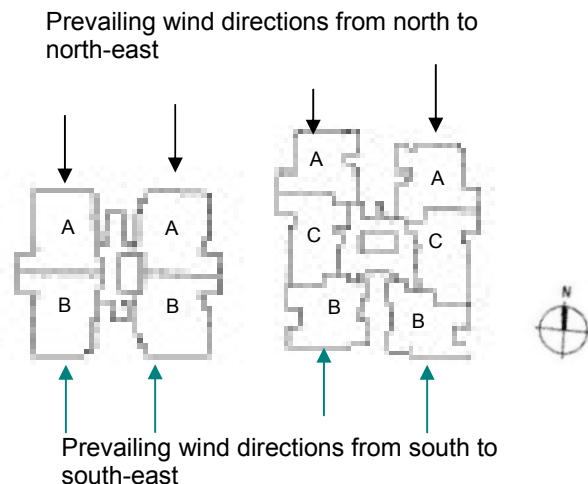 Prevailing wind directions from north to
north-east
A
A
A
A
C
C
B
B
B
B
N
Prevailing wind directions from south to
south-east